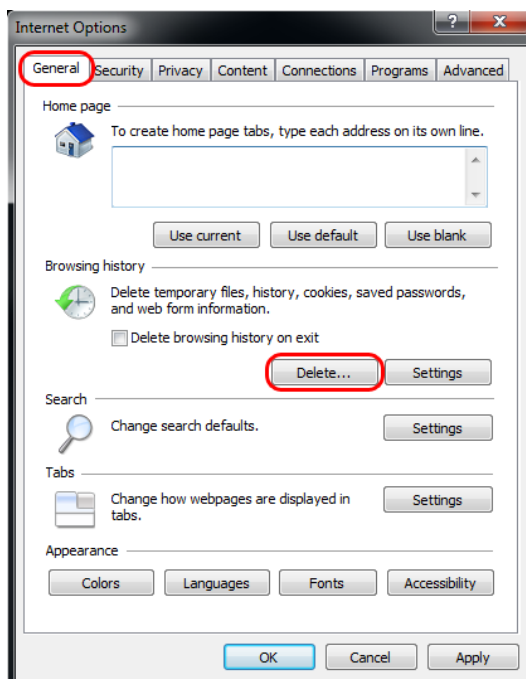 Internet Options
General Security Privacy Content Connections Programs Advanced
Home page
To create home page tabs, type each address on its own line.
Use current Use default Use blank
Browsing history
Delete temporary files, history, cookies, saved passwords,
and web form information.
Delete browsing history on exit
Delete... Settings
Search
Change search defaults.
Settings
Tabs
Change how webpages are displayed in
tabs.
Settings
Appearance
Colors Languages Fonts Accessibility
OK Cancel Apply